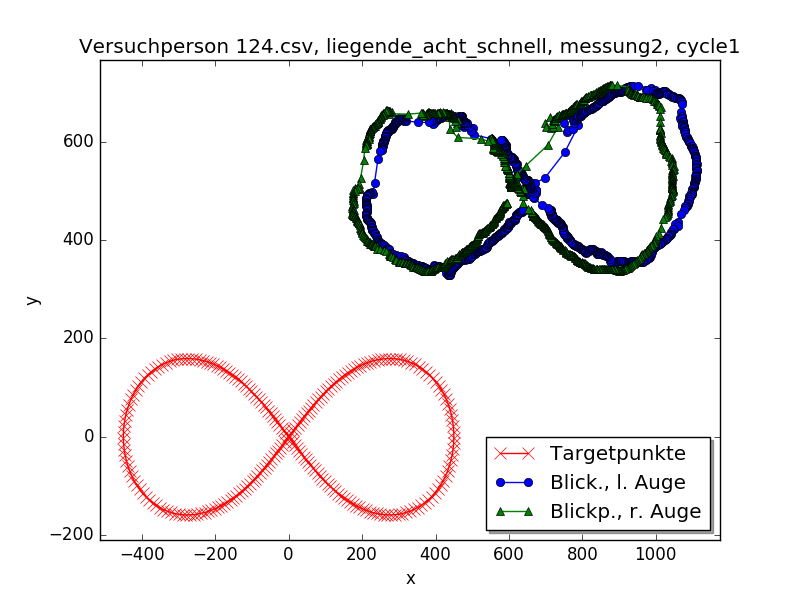 Versuchperson 124.csv, liegende_acht_schnell, messung2, cycle1
y
600
400
200
0
−200
−400
−200
0
200
400
600
800
1000
x
Targetpunkte
Blick., l. Auge
Blickp., r. Auge